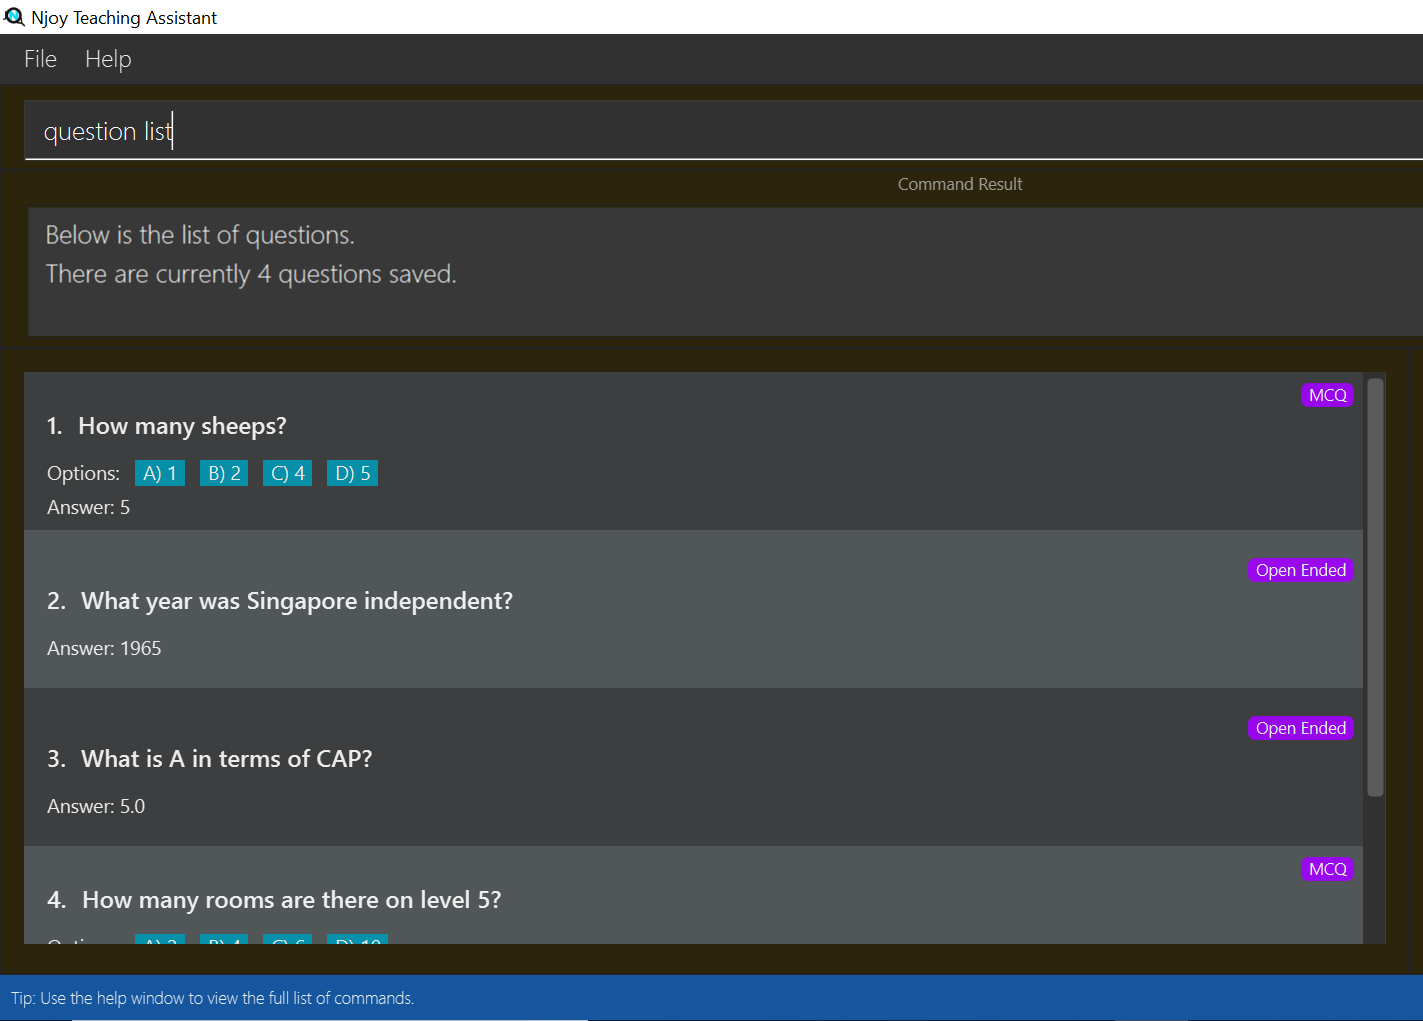 Njoy Teaching Assistant
File Help
question list
Command Result
Below is the list of questions.
There are currently 4 questions saved.
MCQ
1. How many sheeps?
Options: A) 1 B) 2 C) 4 D) 5
Answer: 5
Open Ended
2. What year was Singapore independent?
Answer: 1965
Open Ended
3. What is A in terms of CAP?
Answer: 5.0
MCQ
4. How many rooms are there on level 5?
Tip: Use the help window to view the full list of commands.